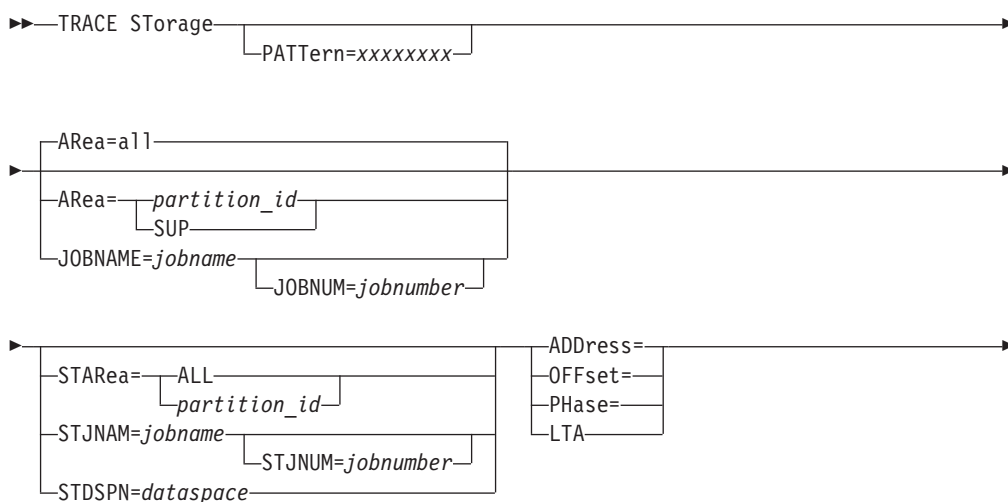 TRACE STorage
PATTern=xxxxxxxx
ARea=all
ARea= partition_id
SUP
JOBNAME=jobname
JOBNUM=jobnumber
ADDress=
STARea= ALL OFFset=
partition_id PHase=
STJNAM=jobname LTA
STJNUM=jobnumber
STDSPN=dataspace